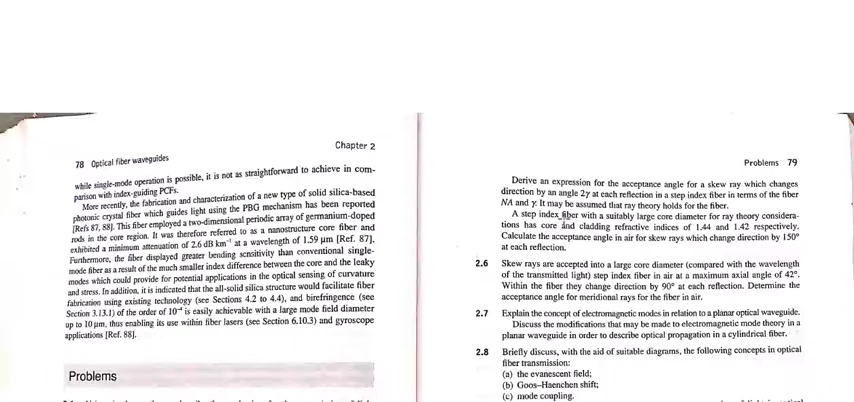 78 Optical fiber waveguides
Chapter 2
while single-mode operation is possible, it is not as straightforward to achieve in com-
parison with index-guiding PCFs.
More recently, the fabrication and characterization of a new type of solid silica-based
photonic crystal fiber which guides light using the PBG mechanism has been reported
[Refs 87, 88]. This fiber employed a two-dimensional periodic array of germanium-doped
rods in the core region. It was therefore referred to as a nanostructure core fiber and
exhibited a minimum attenuation of 2.6 dB km⁻¹ at a wavelength of 1.59 μm [Ref. 87].
Furthermore, the fiber displayed greater bending sensitivity than conventional single-
mode fiber as a result of the much smaller index difference between the core and the leaky
modes which could provide for potential applications in the optical sensing of curvature
and stress. In addition, it is indicated that the all-solid silica structure would facilitate fiber
fabrication using existing technology (see Sections 4.2 to 4.4), and birefringence (see
Section 3.13.1) of the order of 10⁻⁴ is easily achievable with a large mode field diameter
up to 10 μm, thus enabling its use within fiber lasers (see Section 6.10.3) and gyroscope
applications [Ref. 88].
Problems
Problems 79
Derive an expression for the acceptance angle for a skew ray which changes
direction by an angle 2γ at each reflection in a step index fiber in terms of the fiber
NA and γ. It may be assumed that ray theory holds for the fiber.
A step index fiber with a suitably large core diameter for ray theory considera-
tions has core and cladding refractive indices of 1.44 and 1.42 respectively.
Calculate the acceptance angle in air for skew rays which change direction by 150°
at each reflection.
2.6 Skew rays are accepted into a large core diameter (compared with the wavelength
of the transmitted light) step index fiber in air at a maximum axial angle of 42°.
Within the fiber they change direction by 90° at each reflection. Determine the
acceptance angle for meridional rays for the fiber in air.
2.7 Explain the concept of electromagnetic modes in relation to a planar optical waveguide.
Discuss the modifications that may be made to electromagnetic mode theory in a
planar waveguide in order to describe optical propagation in a cylindrical fiber.
2.8 Briefly discuss, with the aid of suitable diagrams, the following concepts in optical
fiber transmission:
(a) the evanescent field;
(b) Goos–Haenchen shift;
(c) mode coupling.